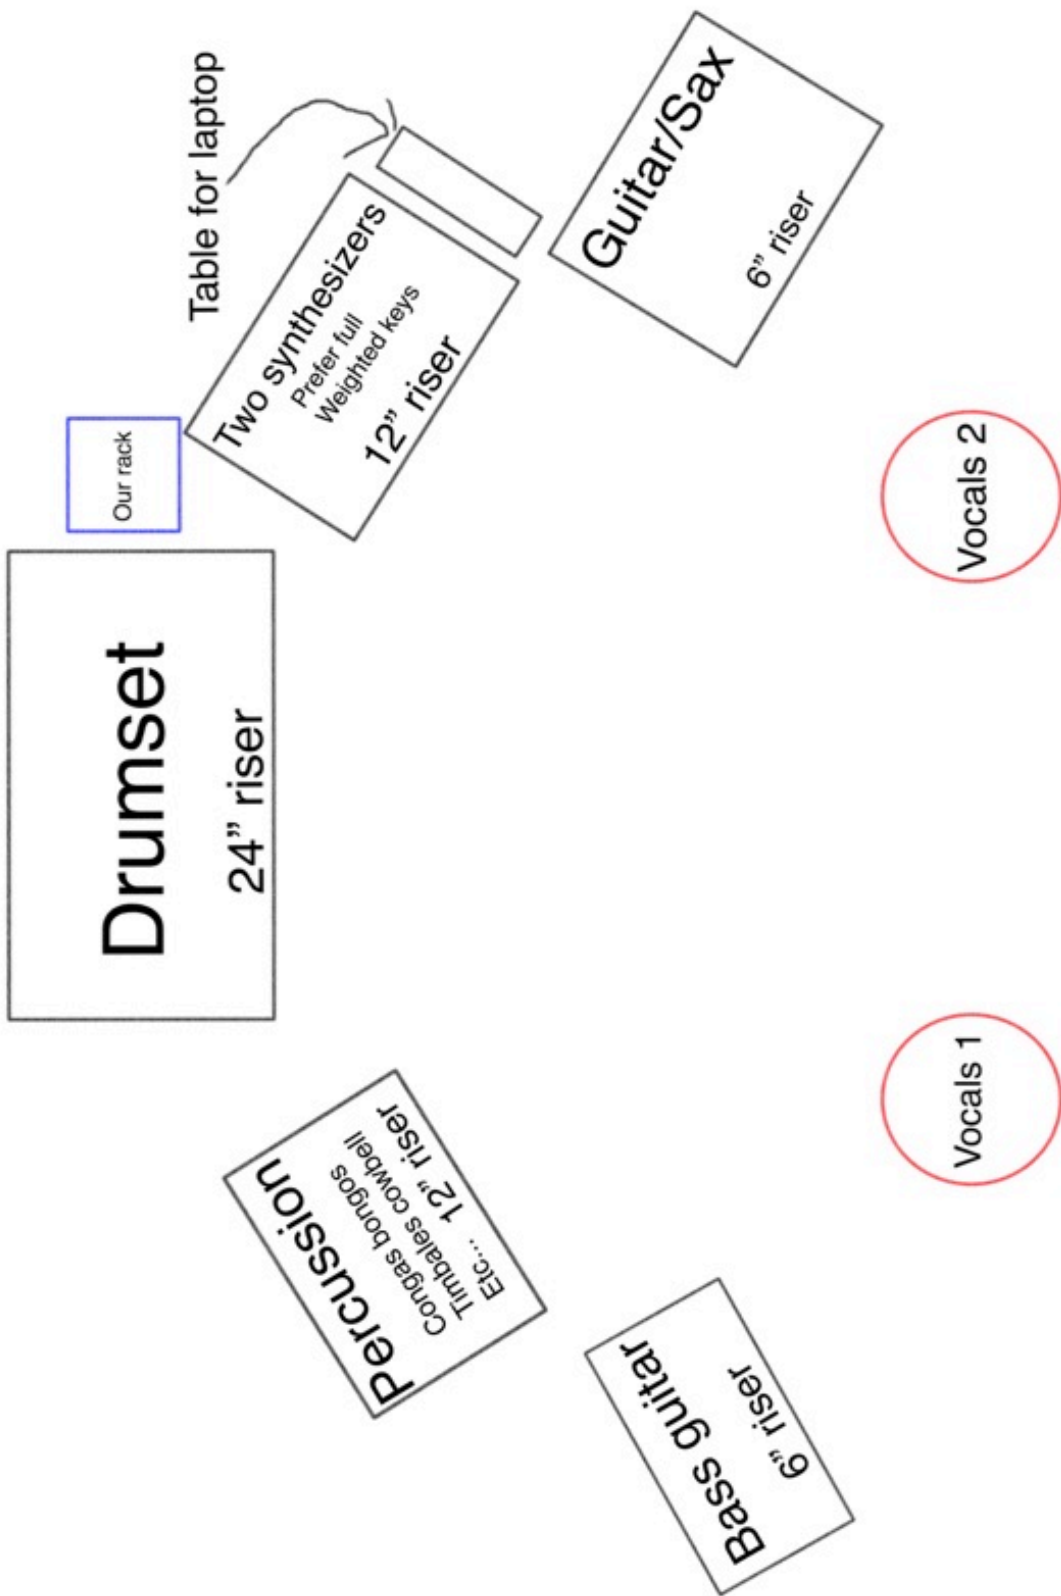 Drumset
24” riser
Our rack
Table for laptop
Two synthesizers
Prefer full
Weighted keys
12” riser
Guitar/Sax
6” riser
Percussion
Congas bongos
Timbales cowbell
Etc... 12” riser
Bass guitar
6” riser
Vocals 1
Vocals 2